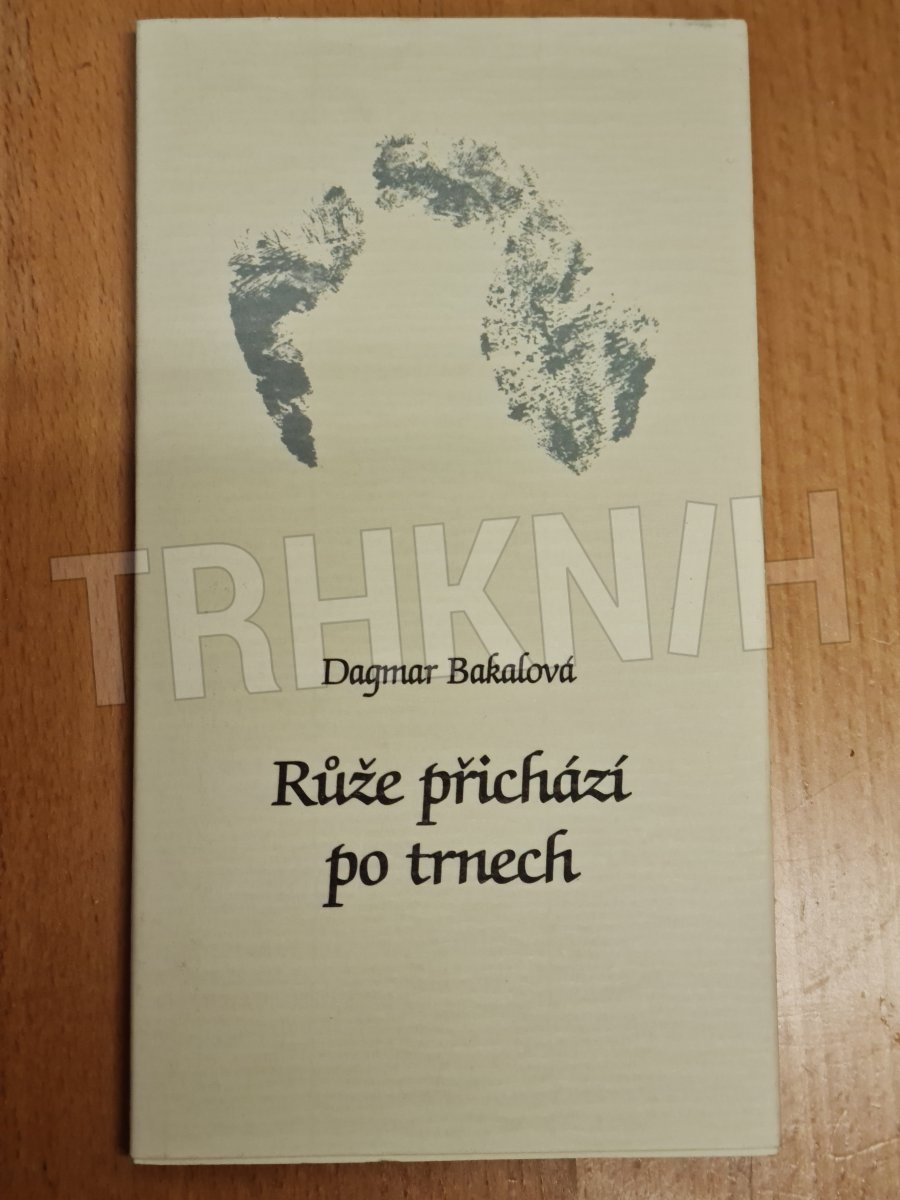 TRHKNIH
Dagmar Bakalová
Růže přichází
po trnech